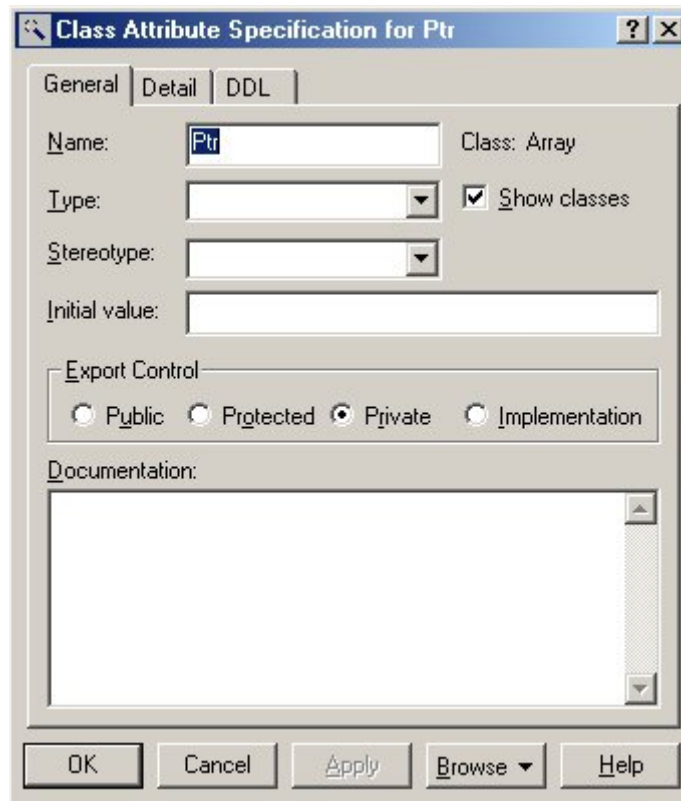 Class Attribute Specification for Ptr
General Detail DDL
Name: Ptr Class: Array
Type: Show classes
Stereotype:
Initial value:
Export Control
Public Protected Private Implementation
Documentation:
OK Cancel Apply Browse Help